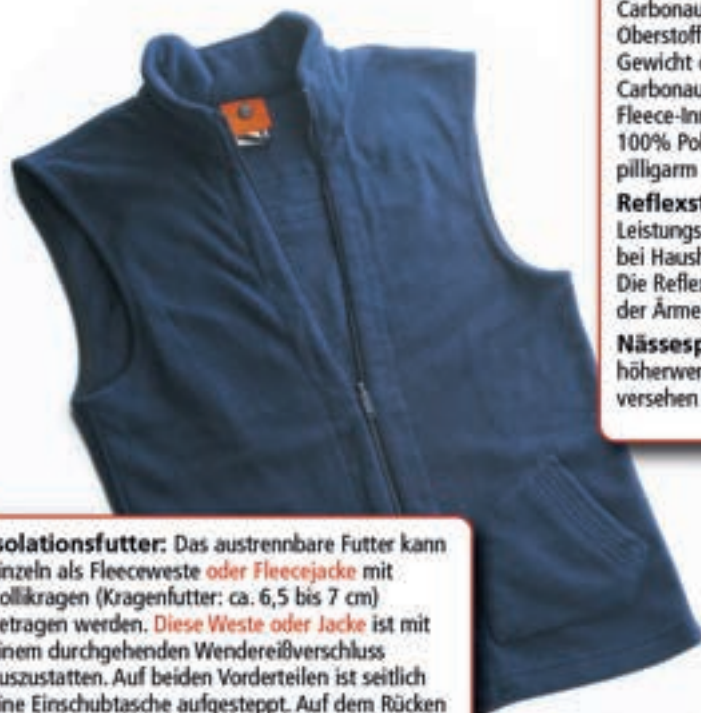 Carbonau
Oberstoff
Gewicht
Carbonau
Fleece-Inn
100% Pol
pilligarm
Reflexst
Leistungs
bei Haush
Die Reflex
der Ärme
Nässesp
höherwer
versehen
solationsfutter: Das austrennbare Futter kann
inzeln als Fleeceweste oder Fleecejacke mit
ollikragen (Kragenfutter: ca. 6,5 bis 7 cm)
etragen werden. Diese Weste oder Jacke ist mit
inem durchgehenden Wendereißverschluss
uszustatten. Auf beiden Vorderteilen ist seitlich
ine Einschubtasche aufgesteppt. Auf dem Rücken